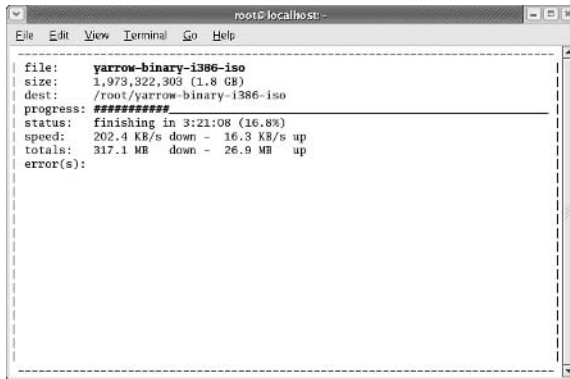 root@localhost:~
File Edit View Terminal Go Help
file: yarrow-binary-i386-iso
size: 1,973,322,303 (1.8 GB)
dest: /root/yarrow-binary-i386-iso
progress: ###########
status: finishing in 3:21:08 (16.8%)
speed: 202.4 KB/s down - 16.3 KB/s up
totals: 317.1 MB down - 26.9 MB up
error(s):